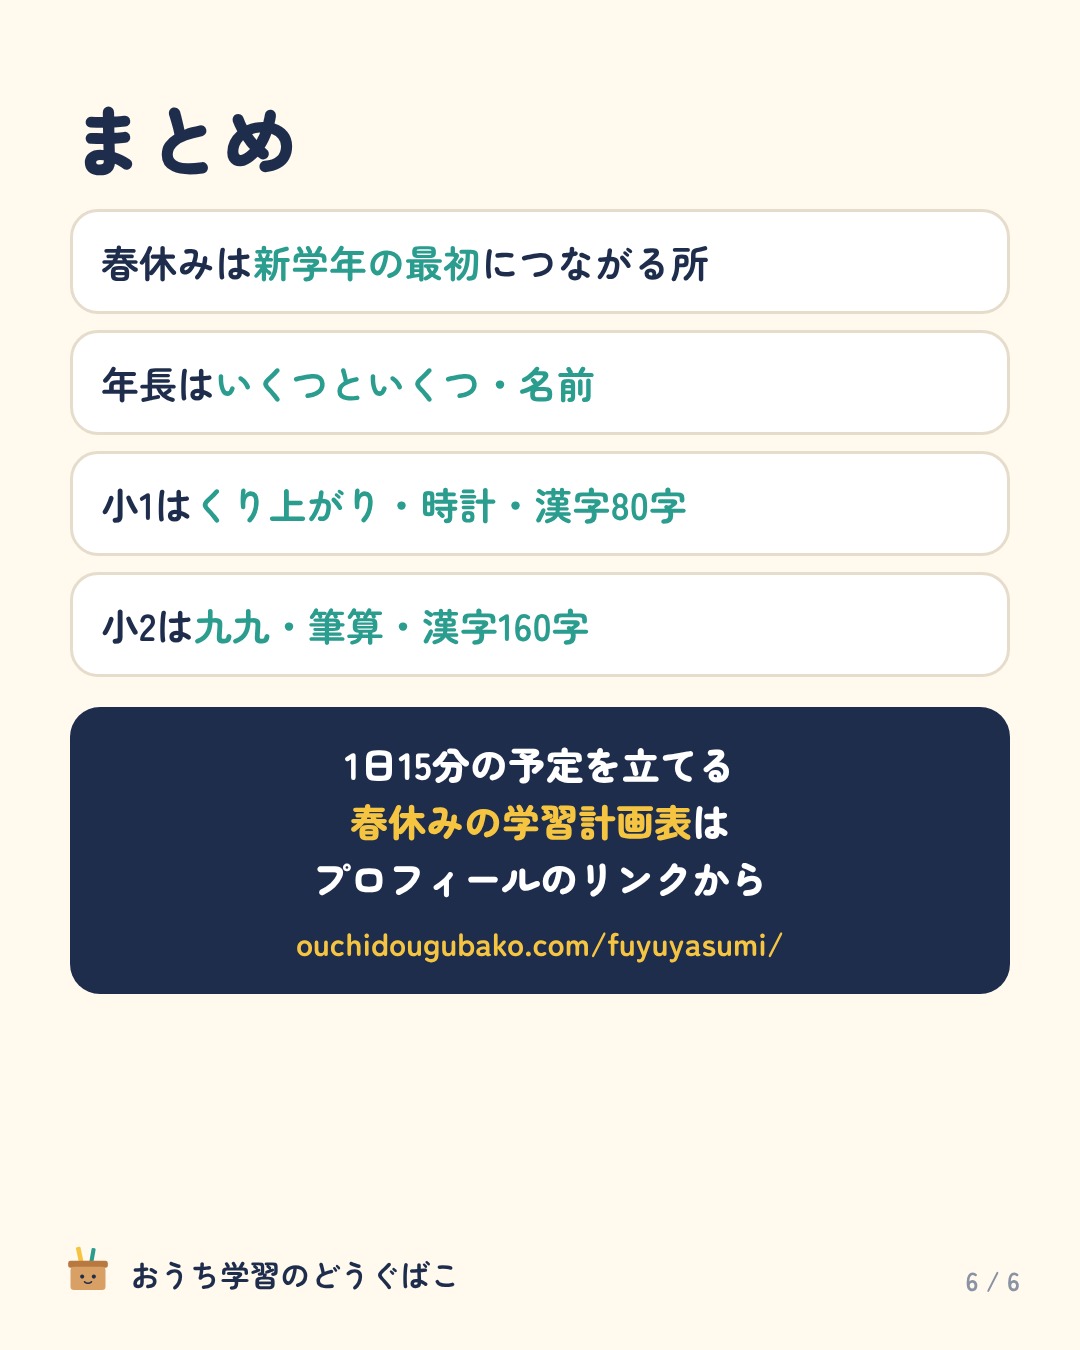 まとめ
春休みは新学年の最初につながる所
年長はいくつといくつ・名前
小1はくり上がり・時計・漢字80字
小2は九九・筆算・漢字160字
1日15分の予定を立てる
春休みの学習計画表は
プロフィールのリンクから
ouchidougubako.com/fuyuyasumi/
おうち学習のどうぐばこ
6 / 6